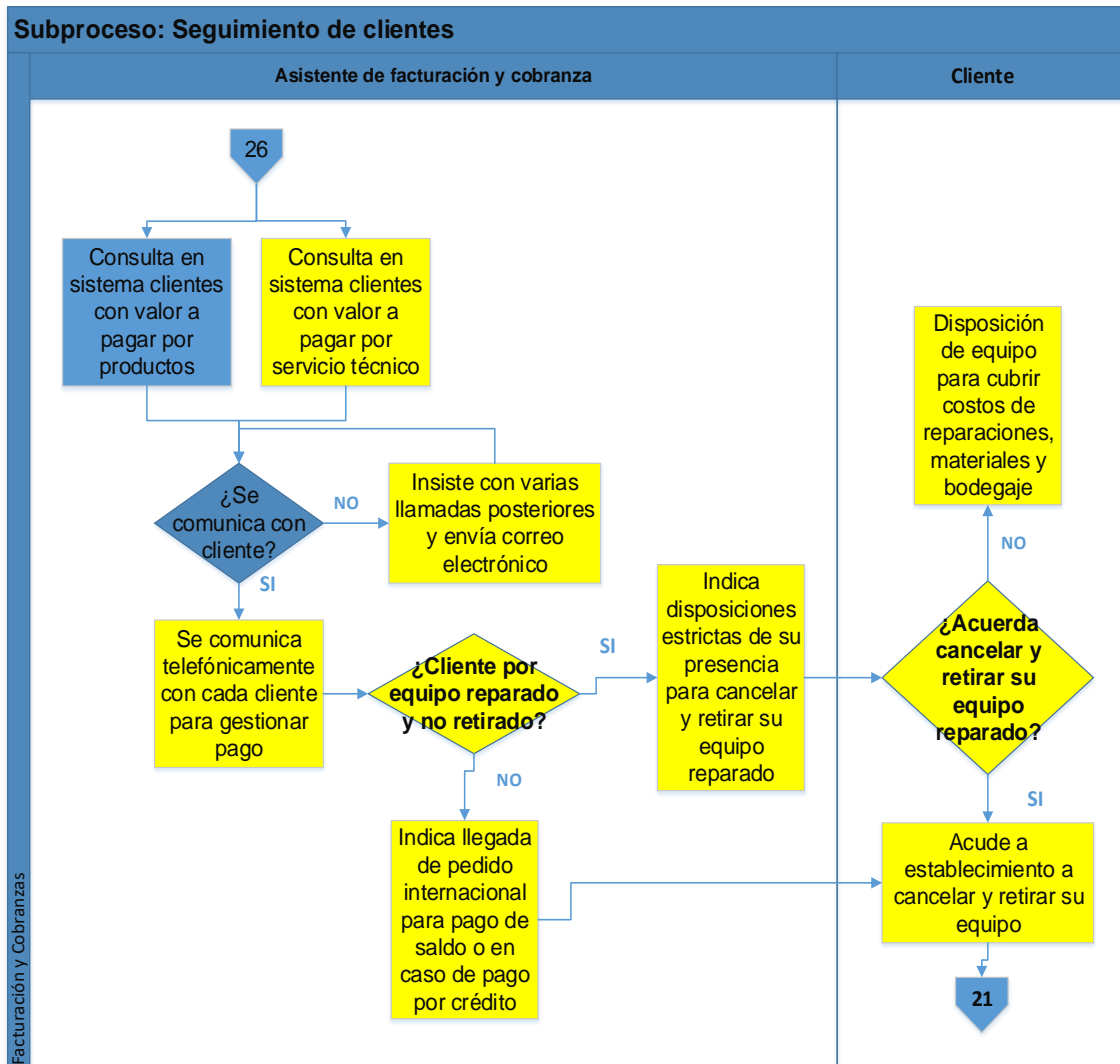 Subproceso: Seguimiento de clientes
Asistente de facturación y cobranza
Cliente
Facturación y Cobranzas
26
Consulta en
sistema clientes
con valor a
pagar por
productos
Consulta en
sistema clientes
con valor a
pagar por
servicio técnico
¿Se
comunica con
cliente?
NO
Insiste con varias
llamadas posteriores
y envía correo
electrónico
SI
Se comunica
telefónicamente
con cada cliente
para gestionar
pago
¿Cliente por
equipo reparado
y no retirado?
SI
Indica
disposiciones
estrictas de su
presencia
para cancelar
y retirar su
equipo
reparado
NO
Indica llegada
de pedido
internacional
para pago de
saldo o en
caso de pago
por crédito
Disposición
de equipo
para cubrir
costos de
reparaciones,
materiales y
bodegaje
NO
¿Acuerda
cancelar y
retirar su
equipo
reparado?
SI
Acude a
establecimiento a
cancelar y retirar su
equipo
21